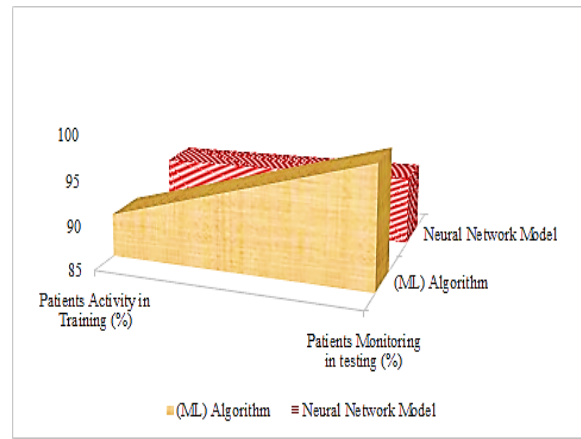 100
95
90
85
Neural Network Model
(ML) Algorithm
Patients Activity in
Training (%)
Patients Monitoring
in testing (%)
(ML) Algorithm
Neural Network Model